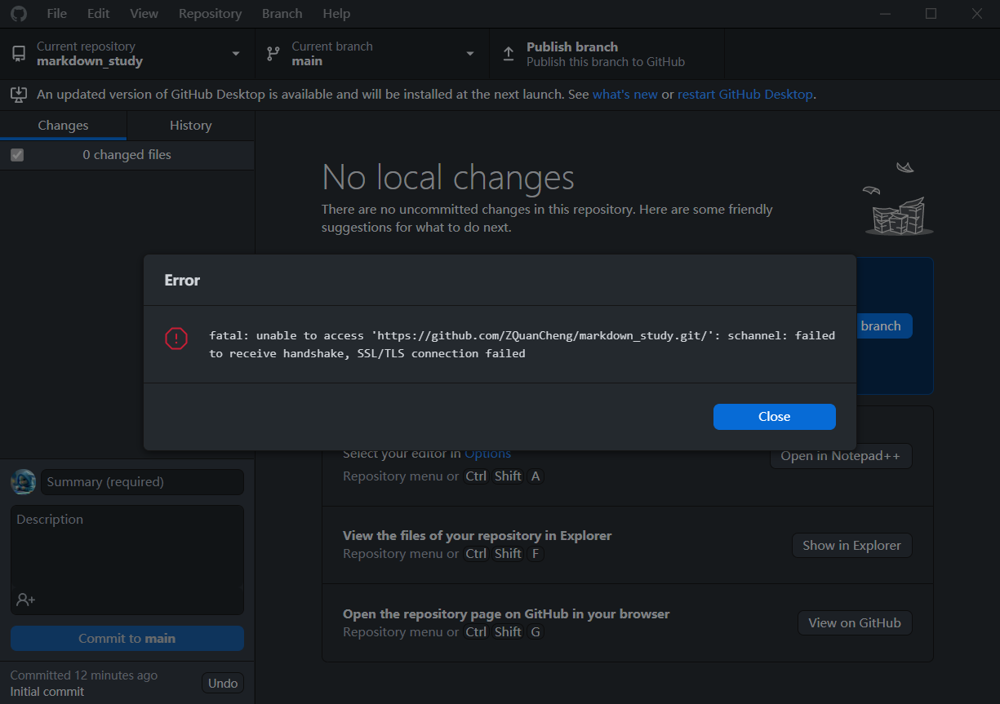 File Edit View Repository Branch Help
Current repository
markdown_study
Current branch
main
Publish branch
Publish this branch to GitHub
An updated version of GitHub Desktop is available and will be installed at the next launch. See what's new or restart GitHub Desktop.
Changes History
0 changed files
No local changes
There are no uncommitted changes in this repository. Here are some friendly
suggestions for what to do next.
Error
fatal: unable to access 'https://github.com/ZQuanCheng/markdown_study.git/': schannel: failed
to receive handshake, SSL/TLS connection failed
branch
Close
Select your editor in Options
Repository menu or Ctrl Shift A
Open in Notepad++
View the files of your repository in Explorer
Repository menu or Ctrl Shift F
Show in Explorer
Open the repository page on GitHub in your browser
Repository menu or Ctrl Shift G
View on GitHub
Summary (required)
Description
Commit to main
Committed 12 minutes ago
Initial commit
Undo